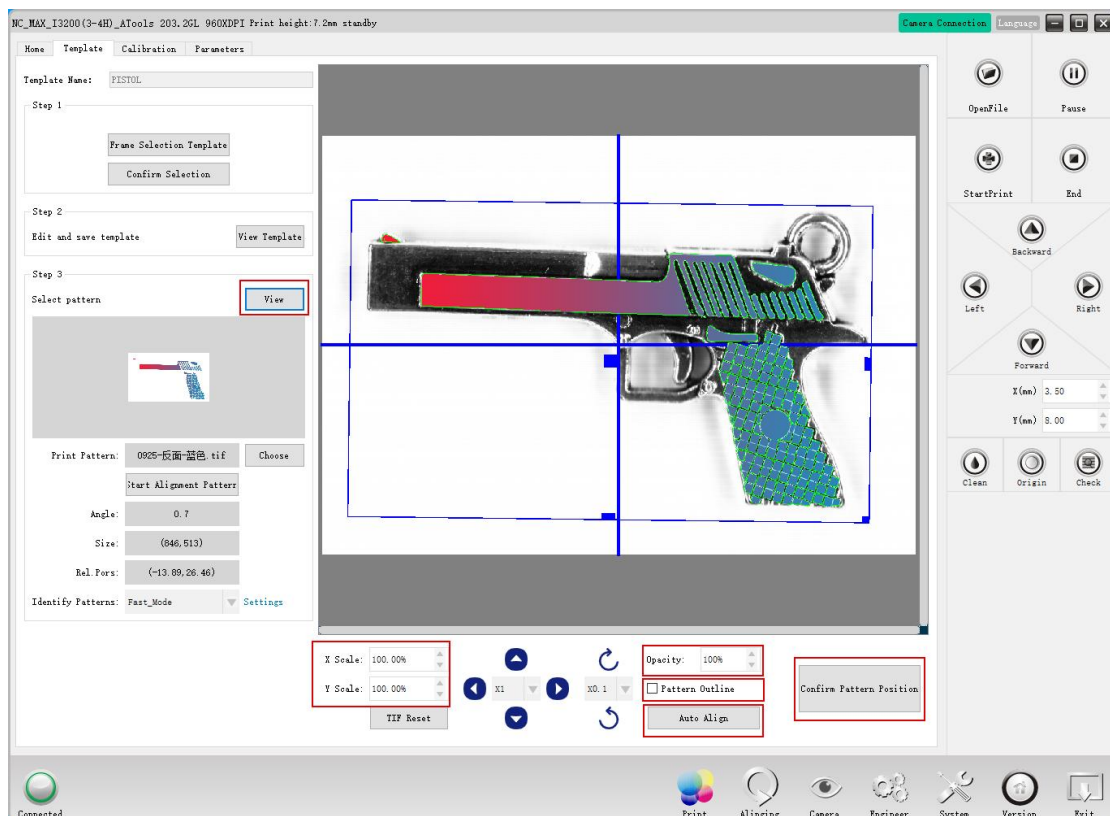 NC_MAX_I3200(3-4H)_ATools 203.2GL 960XDPI Print height:7.2mm standby
Camera Connection
Language
Home
Template
Calibration
Parameters
Template Name:
PISTOL
Step 1
Frame Selection Template
Confirm Selection
Step 2
Edit and save template
View Template
Step 3
Select pattern
View
Print Pattern:
0925-反面-蓝色.tif
Choose
Start Alignment Pattern
Angle:
0.7
Size:
(846,513)
Rel.Pors:
(-13.89,26.46)
Identify Patterns:
Fast_Mode
Settings
X Scale:
100.00%
Y Scale:
100.00%
TIF Reset
X1
X0.1
Opacity:
100%
Pattern Outline
Auto Align
Confirm Pattern Position
OpenFile
Pause
StartPrint
End
Backward
Left
Right
Forward
X(mm)
3.50
Y(mm)
8.00
Clean
Origin
Check
Connected
Print
Alinging
Camera
Engineer
System
Version
Exit